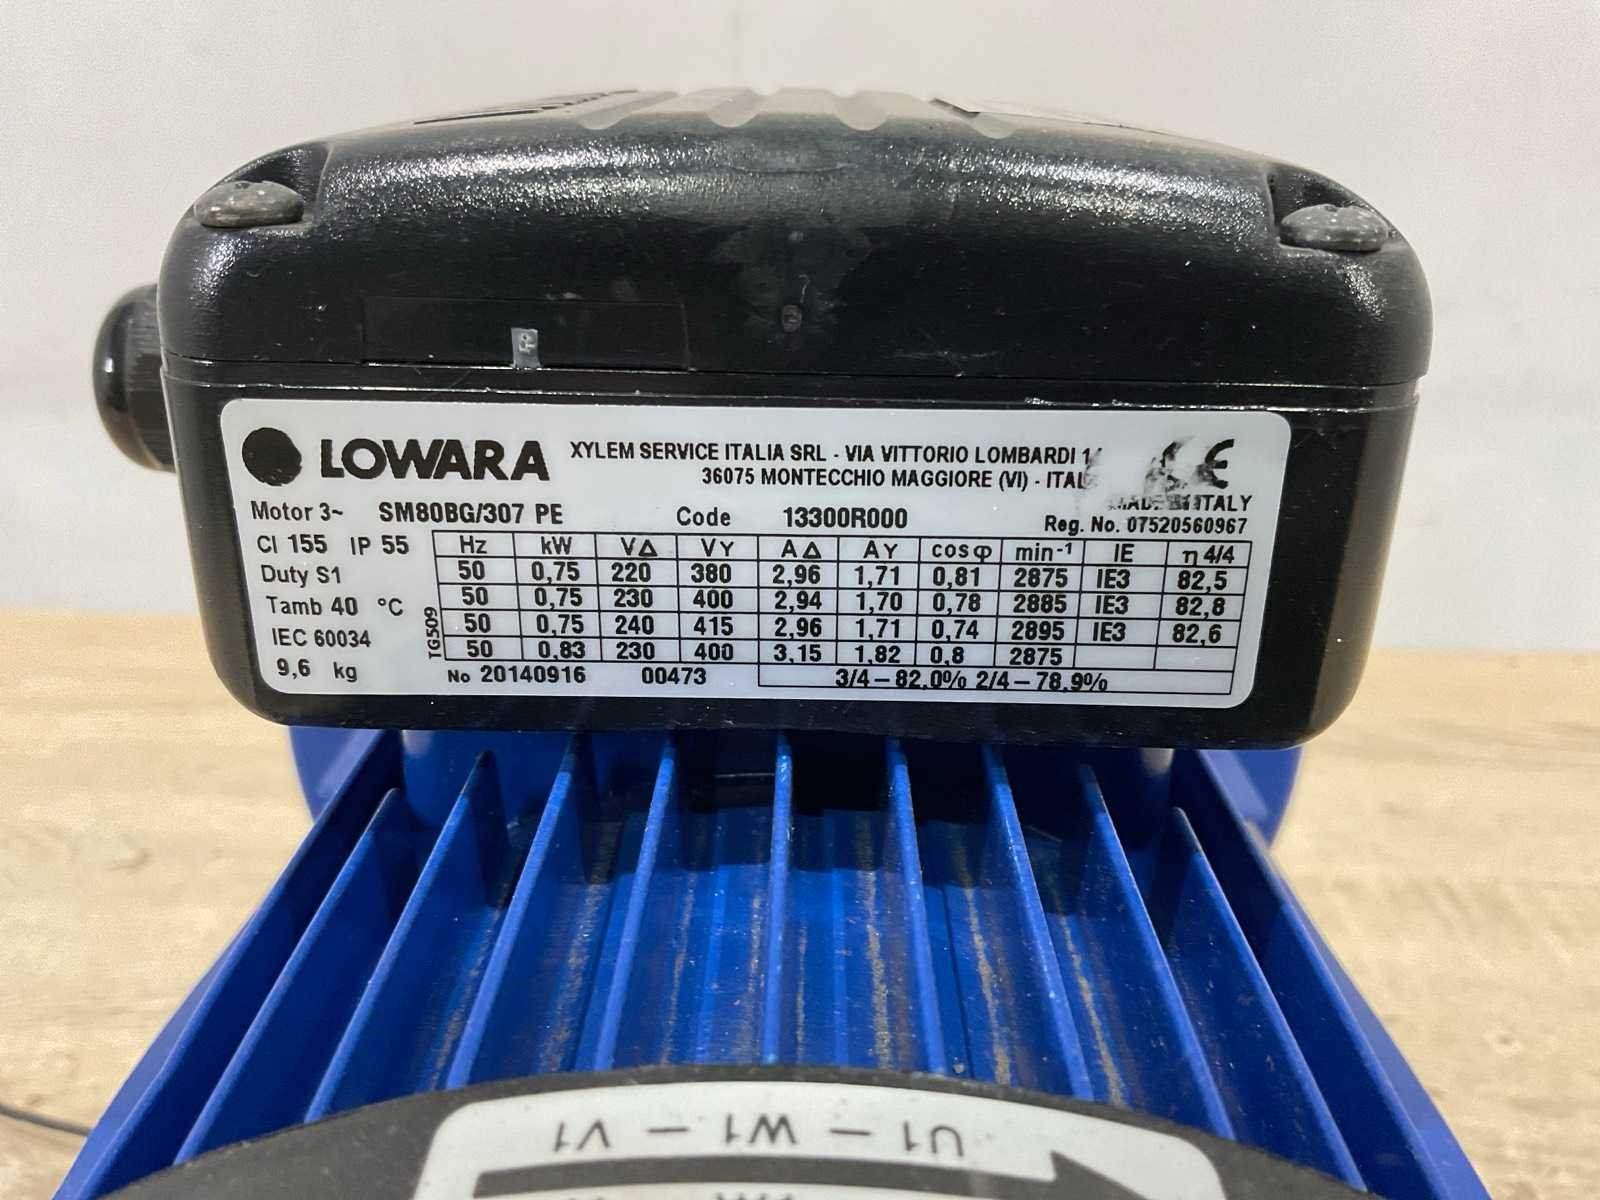 LOWARA
XYLEM SERVICE ITALIA SRL - VIA VITTORIO LOMBARDI
36075 MONTECCHIO MAGGIORE (VI) -
CE
ITALY
Motor 3~ SM80BG/307 PE Code 13300R000 Reg. No. 07520560967
Cl 155 IP 55
Duty S1
Tamb 40 °C
IEC 60034
9,6 kg
TG509
Hz kW V△ VY A△ AY cosφ min-1 IE η 4/4
50 0,75 220 380 2,96 1,71 0,81 2875 IE3 82,5
50 0,75 230 400 2,94 1,70 0,78 2885 IE3 82,8
50 0,75 240 415 2,96 1,71 0,74 2895 IE3 82,6
50 0,83 230 400 3,15 1,82 0,8 2875
No 20140916 00473 3/4 – 82,0% 2/4 – 78,9%
U1 – W1 – V1